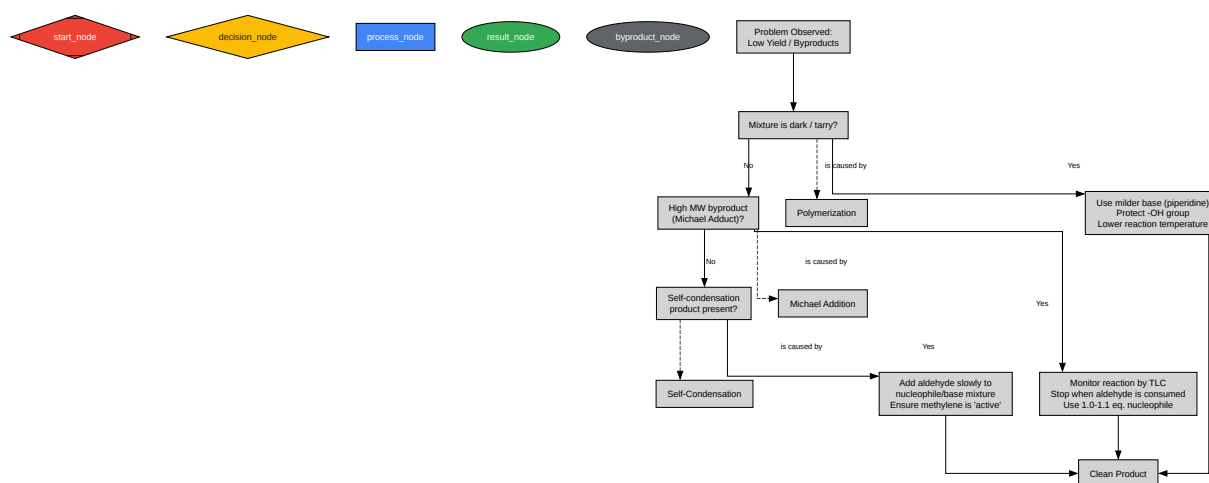 start_node
decision_node
process_node
result_node
byproduct_node
Problem Observed:
Low Yield / Byproducts
Mixture is dark / tarry?
No
is caused by
Yes
High MW byproduct
(Michael Adduct)?
Polymerization
Use milder base (piperidine)
Protect -OH group
Lower reaction temperature
No
is caused by
Self-condensation
product present?
Michael Addition
Yes
is caused by
Yes
Self-Condensation
Add aldehyde slowly to
nucleophile/base mixture
Ensure methylene is 'active'
Monitor reaction by TLC
Stop when aldehyde is consumed
Use 1.0-1.1 eq. nucleophile
Clean Product